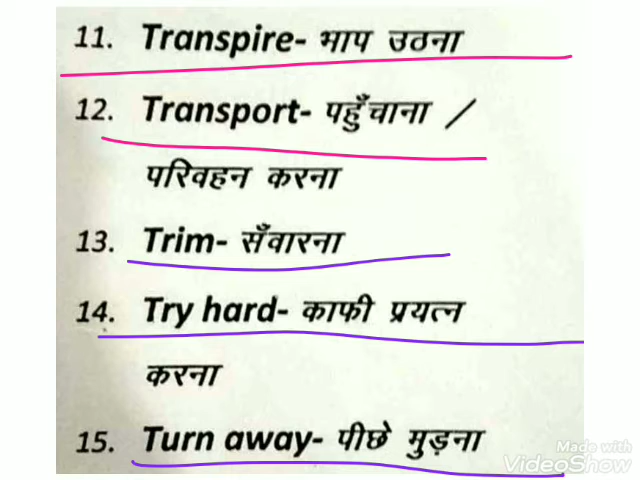 11. Transpire- भाप उठना
12. Transport- पहुँचाना /
परिवहन करना
13. Trim- सँवारना
14. Try hard- काफी प्रयत्न
करना
15. Turn away- पीछे मुड़ना
Made with
VideoShow